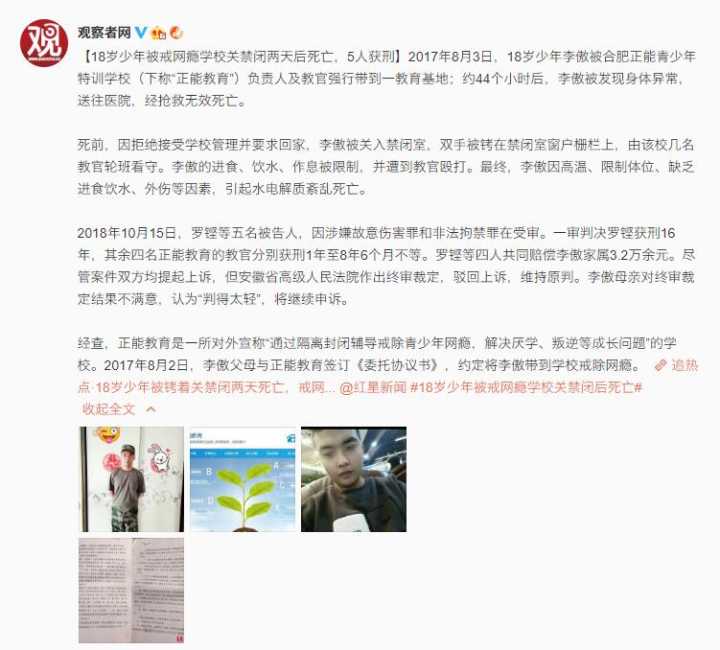 观
观察者网
【18岁少年被戒网瘾学校关禁闭两天后死亡，5人获刑】2017年8月3日，18岁少年李傲被合肥正能青少年
特训学校（下称“正能教育”）负责人及教官强行带到一教育基地；约44个小时后，李傲被发现身体异常，
送往医院，经抢救无效死亡。
死前，因拒绝接受学校管理并要求回家，李傲被关入禁闭室，双手被铐在禁闭室窗户栅栏上，由该校几名
教官轮班看守。李傲的进食、饮水、作息被限制，并遭到教官殴打。最终，李傲因高温、限制体位、缺乏
进食饮水、外伤等因素，引起水电解质紊乱死亡。
2018年10月15日，罗铿等五名被告人，因涉嫌故意伤害罪和非法拘禁罪在受审。一审判决罗铿获刑16
年，其余四名正能教育的教官分别获刑1年至8年6个月不等。罗铿等四人共同赔偿李傲家属3.2万余元。尽
管案件双方均提起上诉，但安徽省高级人民法院作出终审裁定，驳回上诉，维持原判。李傲母亲对终审裁
定结果不满意，认为“判得太轻”，将继续申诉。
经查，正能教育是一所对外宣称“通过隔离封闭辅导戒除青少年网瘾，解决厌学、叛逆等成长问题”的学
校。2017年8月2日，李傲父母与正能教育签订《委托协议书》，约定将李傲带到学校戒除网瘾。 追热
点·18岁少年被铐着关禁闭两天死亡，戒网... @红星新闻 #18岁少年被戒网瘾学校关禁闭后死亡#
收起全文